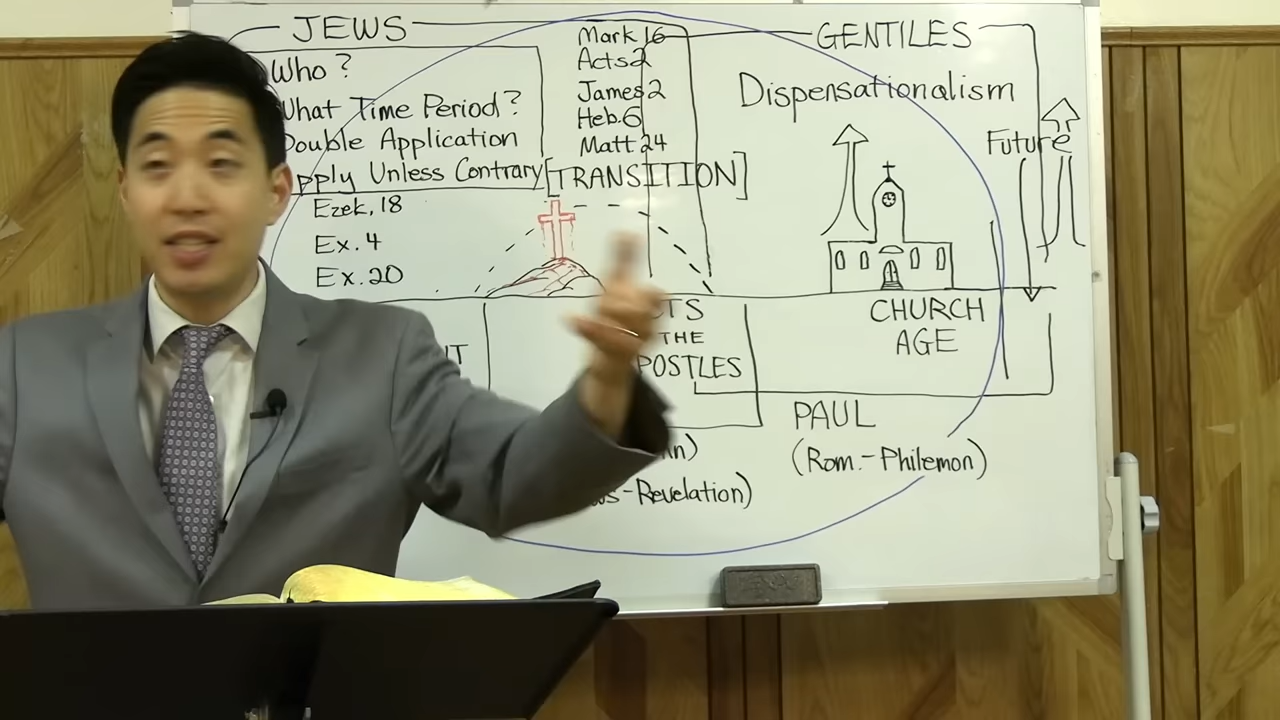 JEWS
Who?
What Time Period?
Double Application
pply Unless Contrary
Ezek. 18
Ex. 4
Ex. 20
Mark 16
Acts 2
James 2
Heb. 6
Matt 24
[TRANSITION]
GENTILES
Dispensationalism
Future
THE
POSTLES
CHURCH
AGE
PAUL
(Rom.-Philemon)
-Revelation)